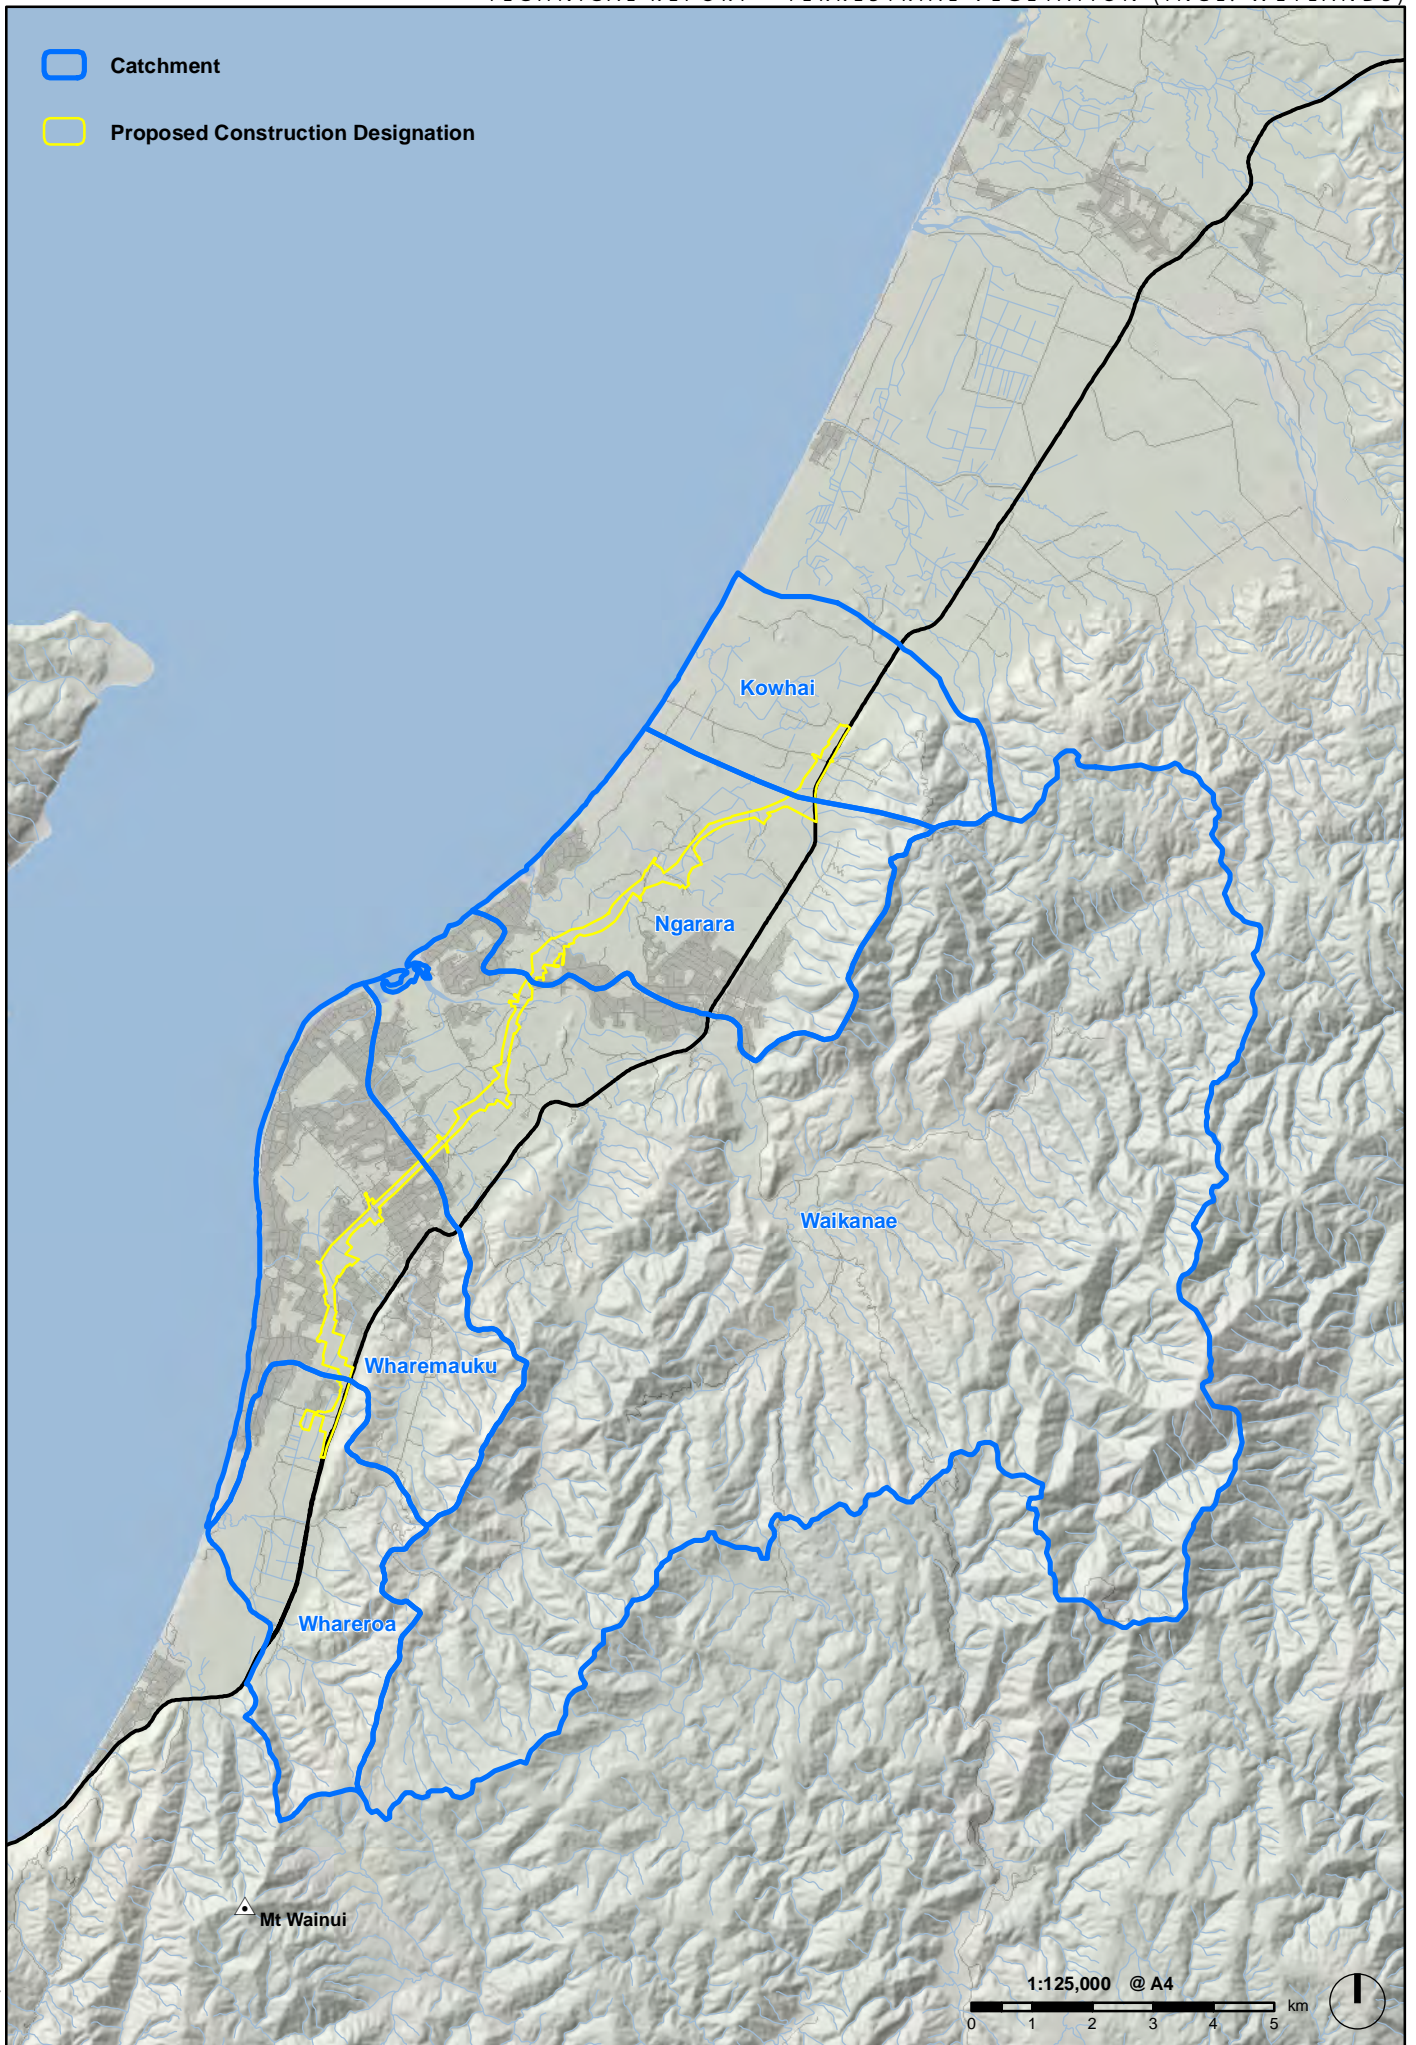 Catchment
Proposed Construction Designation
Kowhai
Ngarara
Waikanae
Wharemauku
Whareroa
Mt Wainui
1:125,000 @ A4
km
0 1 2 3 4 5